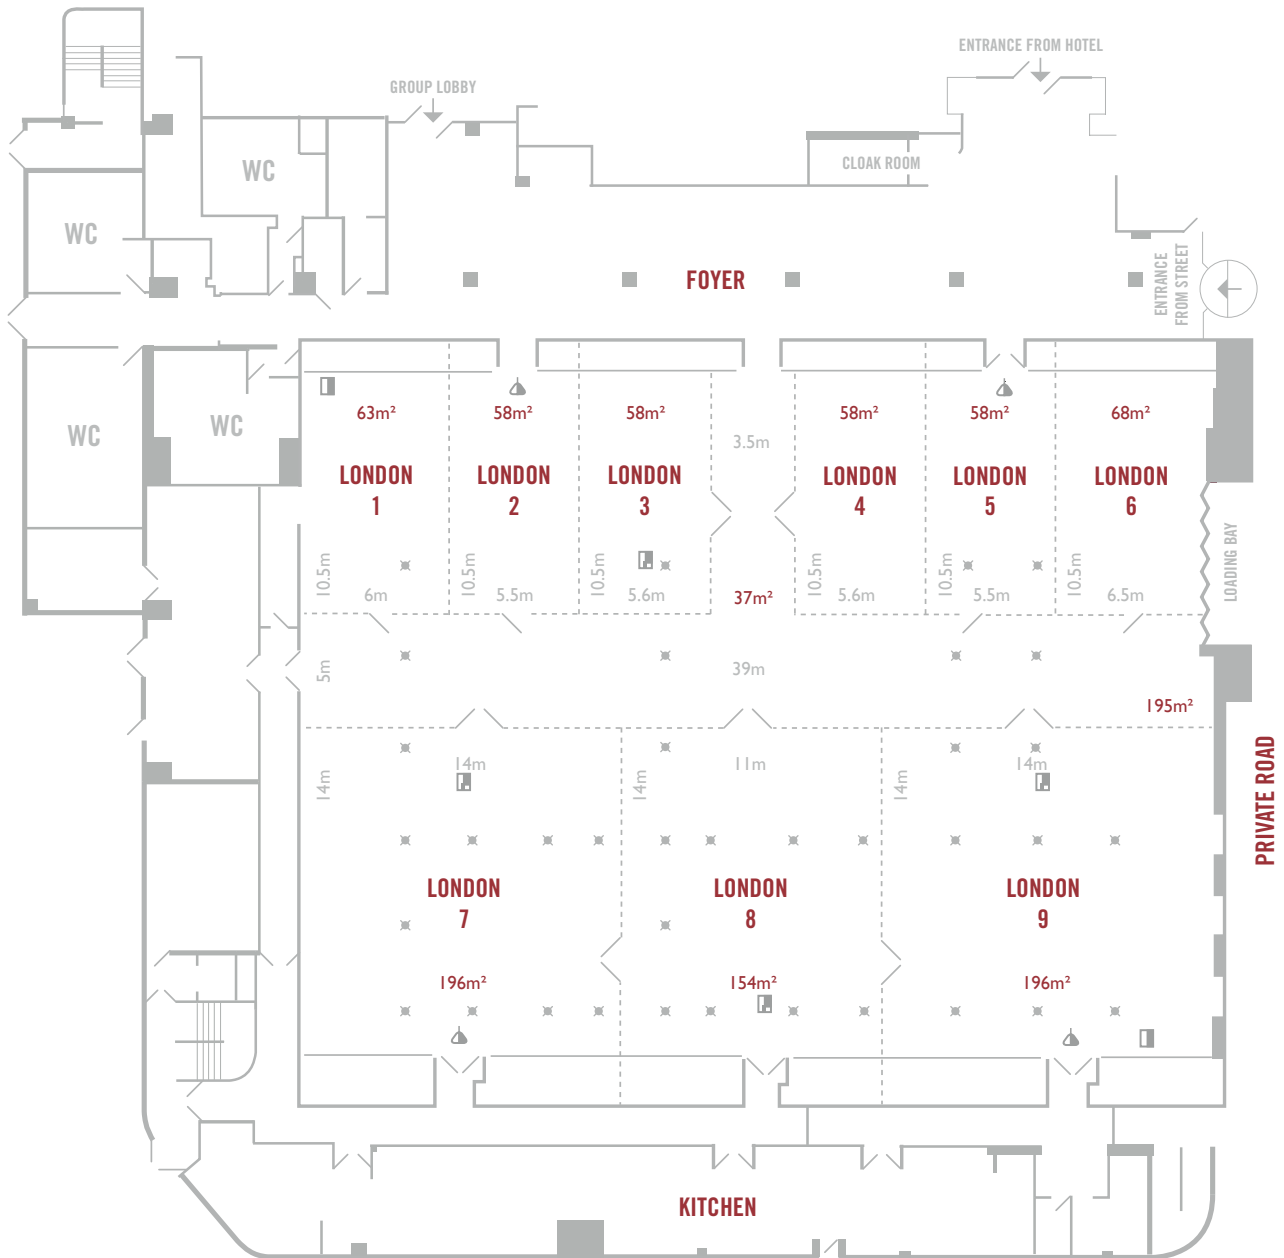 ENTRANCE FROM HOTEL
GROUP LOBBY
CLOAK ROOM
WC
WC
FOYER
ENTRANCE
FROM STREET
63m²
58m²
58m²
58m²
58m²
68m²
3.5m
WC
WC
LONDON
1
LONDON
2
LONDON
3
LONDON
4
LONDON
5
LONDON
6
10.5m
10.5m
10.5m
10.5m
10.5m
10.5m
LOADING BAY
6m
5.5m
5.6m
37m²
5.6m
5.5m
6.5m
5m
39m
195m²
14m
14m
14m
11m
14m
14m
PRIVATE ROAD
LONDON
7
LONDON
8
LONDON
9
196m²
154m²
196m²
KITCHEN